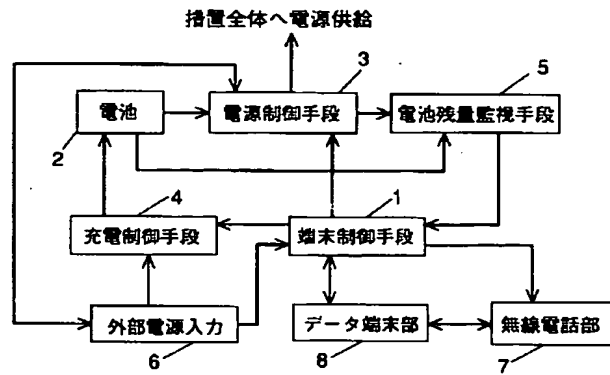 措置全体へ電源供給
3
5
電池
電源制御手段
電池残量監視手段
2
4
1
充電制御手段
端末制御手段
外部電源入力
データ端末部
無線電話部
6
8
7